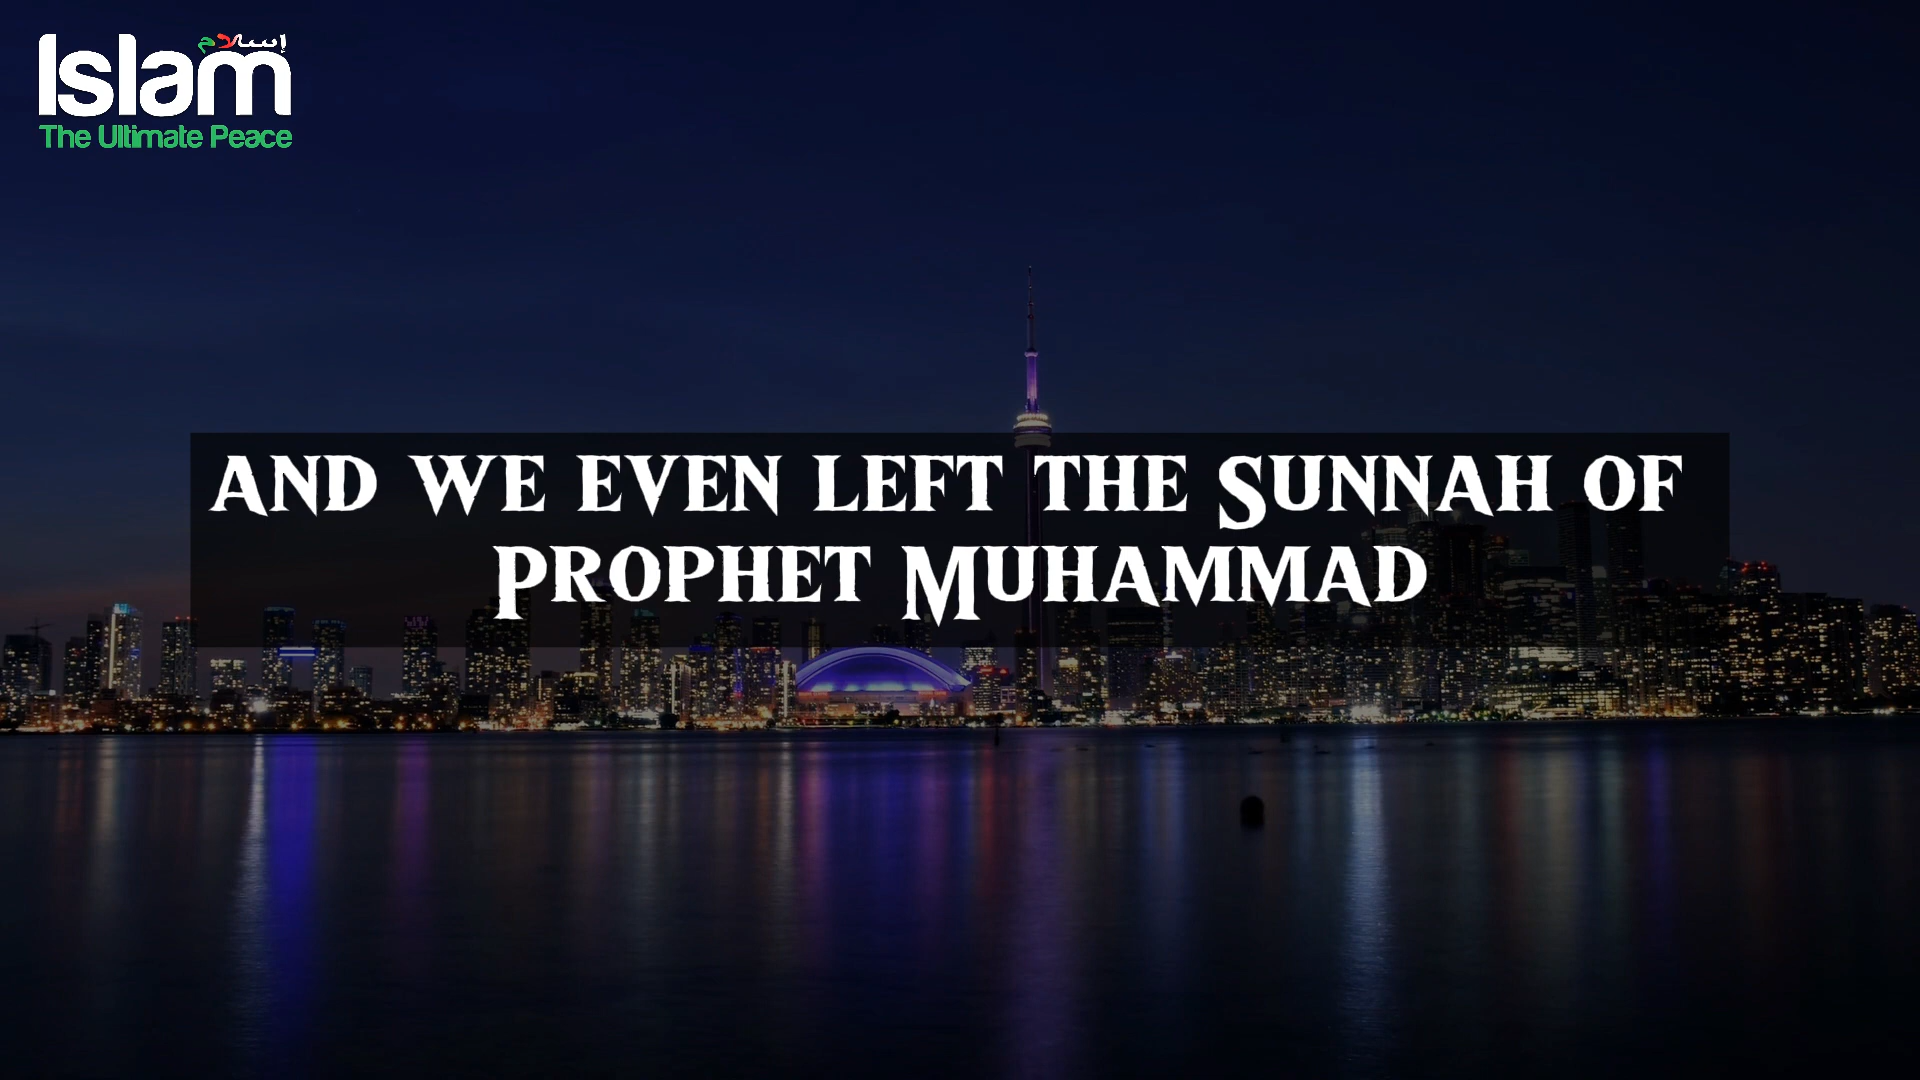 إسلام
Islam
The Ultimate Peace
AND WE EVEN LEFT THE SUNNAH OF
PROPHET MUHAMMAD